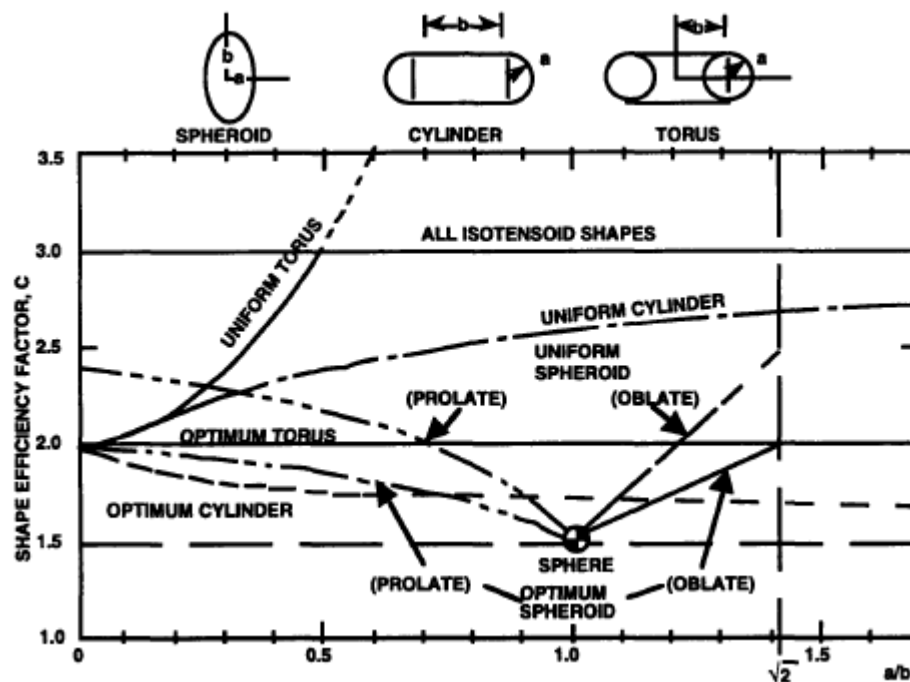 b
a
b
a
b
a
SPHEROID
CYLINDER
TORUS
3.5
3.0
2.5
2.0
1.5
1.0
SHAPE EFFICIENCY FACTOR, C
UNIFORM TORUS
ALL ISOTENSOID SHAPES
UNIFORM CYLINDER
UNIFORM
SPHEROID
(PROLATE)
(OBLATE)
OPTIMUM TORUS
OPTIMUM CYLINDER
SPHERE
(PROLATE)
OPTIMUM
SPHEROID
(OBLATE)
0
0.5
1.0
√2
1.5
a/b